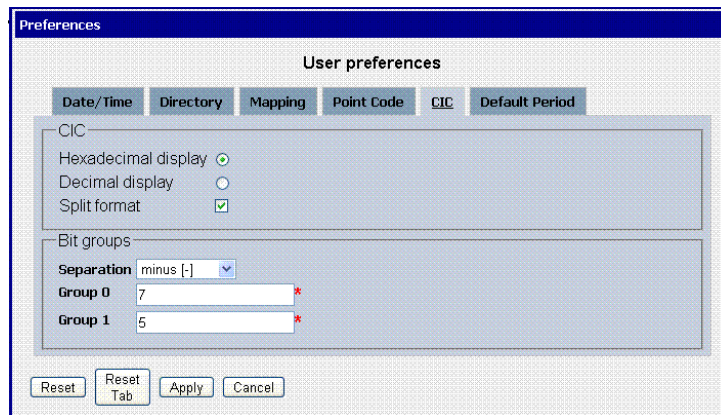 Preferences
User preferences
Date/Time Directory Mapping Point Code CIC Default Period
CIC
Hexadecimal display
Decimal display
Split format
Bit groups
Separation minus [-]
Group 0 7 *
Group 1 5 *
Reset Reset Tab Apply Cancel